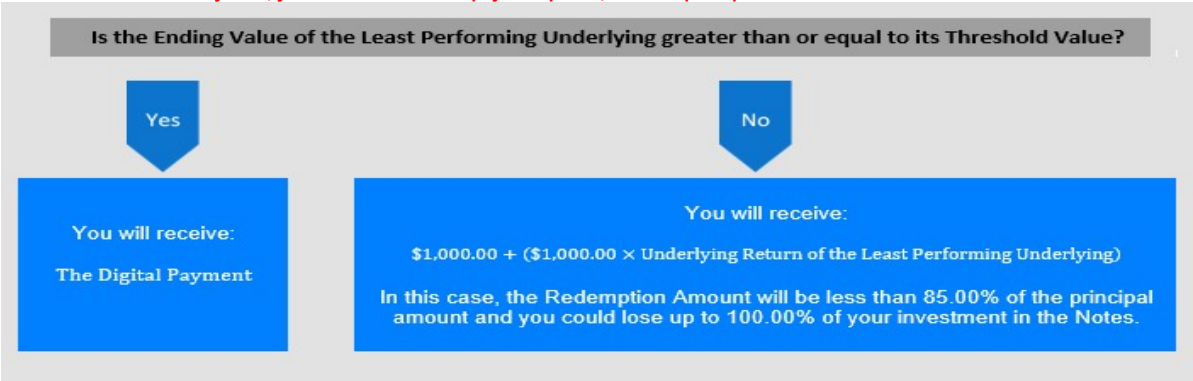 Is the Ending Value of the Least Performing Underlying greater than or equal to its Threshold Value?
Yes
No
You will receive:
The Digital Payment
You will receive:
$1,000.00 + ($1,000.00 × Underlying Return of the Least Performing Underlying)
In this case, the Redemption Amount will be less than 85.00% of the principal
amount and you could lose up to 100.00% of your investment in the Notes.